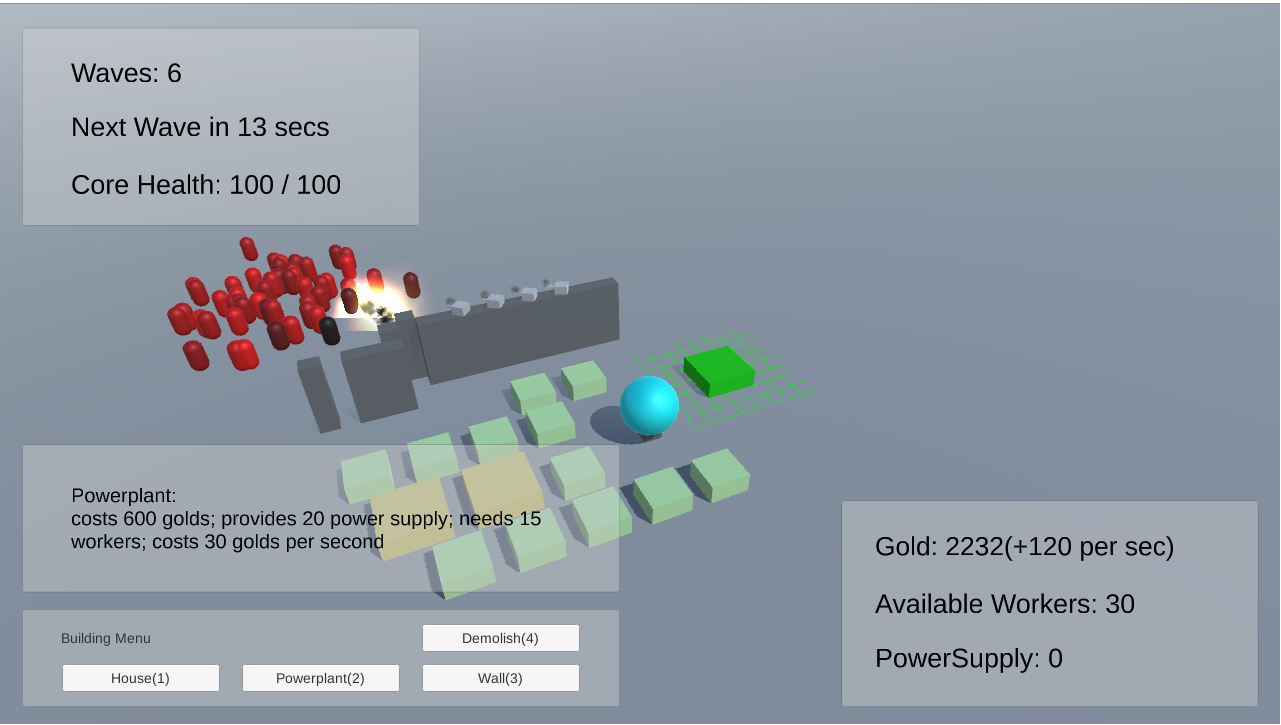 Waves: 6
Next Wave in 13 secs
Core Health: 100 / 100
Powerplant:
costs 600 golds; provides 20 power supply; needs 15
workers; costs 30 golds per second
Building Menu
Demolish(4)
House(1)
Powerplant(2)
Wall(3)
Gold: 2232(+120 per sec)
Available Workers: 30
PowerSupply: 0